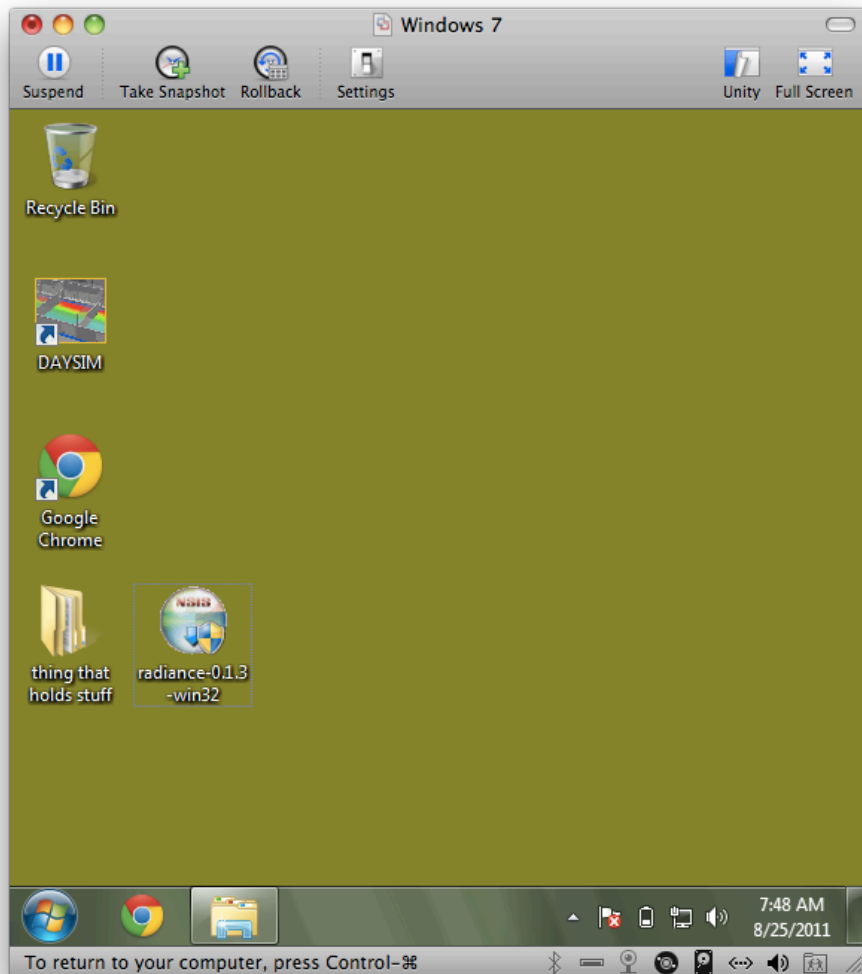 Windows 7
Suspend
Take Snapshot
Rollback
Settings
Unity
Full Screen
Recycle Bin
DAYSIM
Google
Chrome
thing that
holds stuff
NSIS
radiance-0.1.3
-win32
7:48 AM
8/25/2011
To return to your computer, press Control-⌘